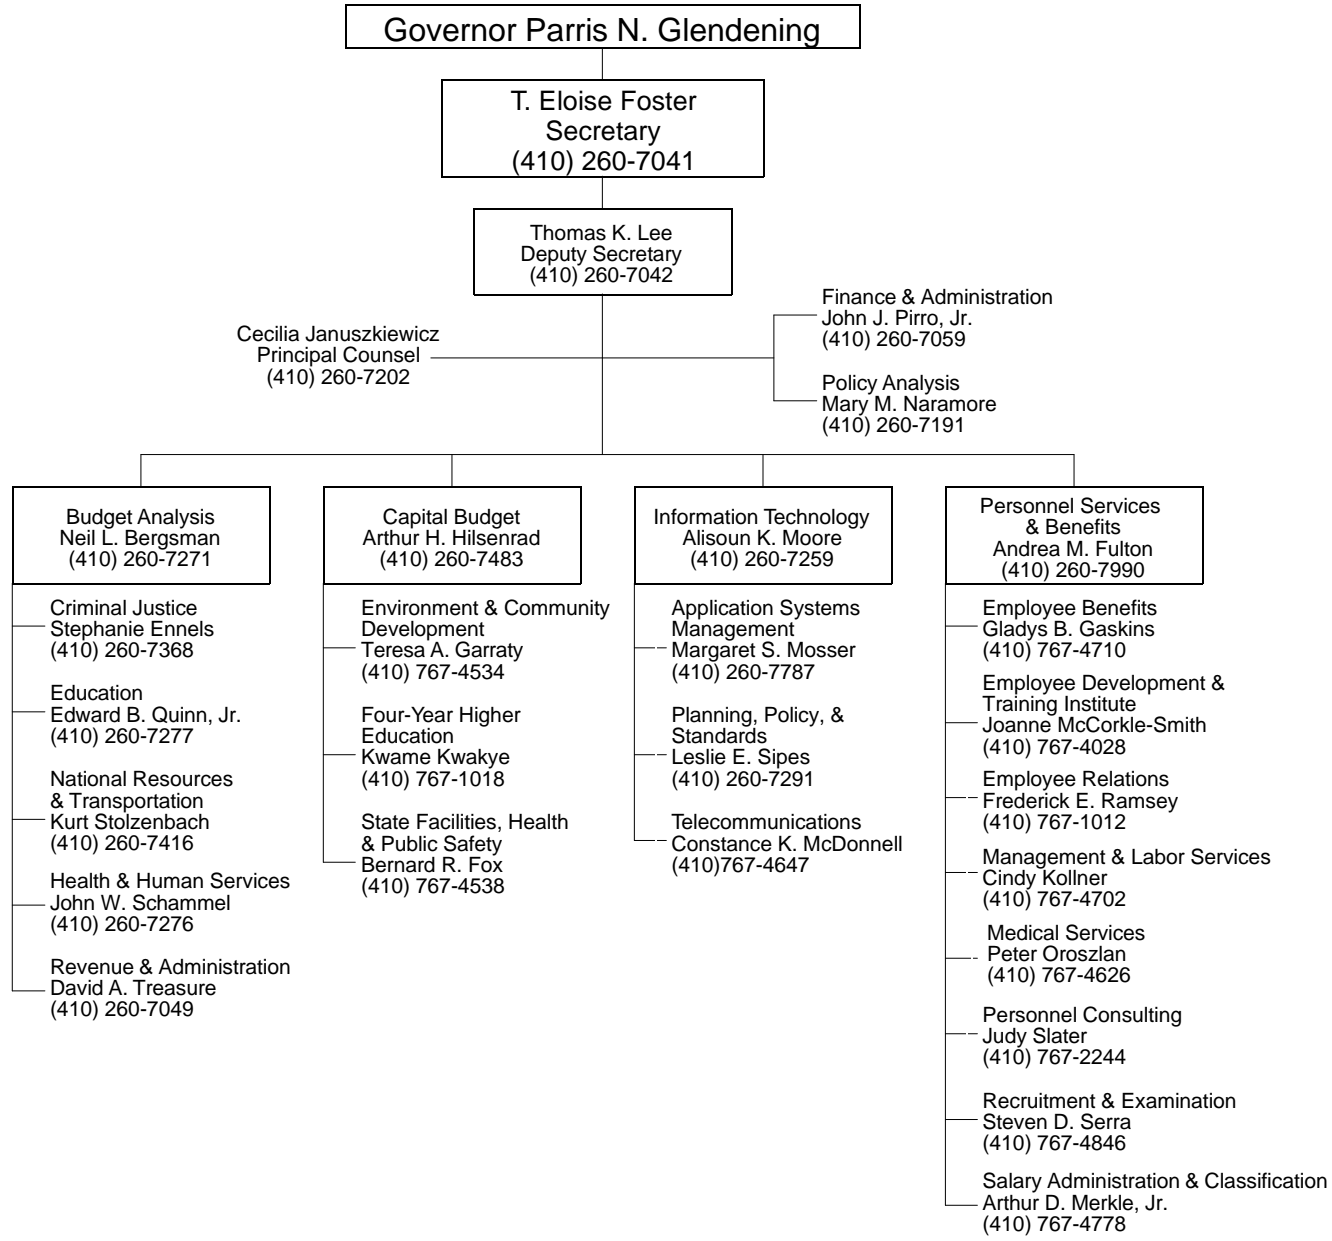 Governor Parris N. Glendening
T. Eloise Foster
Secretary
(410) 260-7041
Thomas K. Lee
Deputy Secretary
(410) 260-7042
Cecilia Januszkiewicz
Principal Counsel
(410) 260-7202
Finance & Administration
John J. Pirro, Jr.
(410) 260-7059
Policy Analysis
Mary M. Naramore
(410) 260-7191
Budget Analysis
Neil L. Bergsman
(410) 260-7271
Criminal Justice
Stephanie Ennels
(410) 260-7368
Education
Edward B. Quinn, Jr.
(410) 260-7277
National Resources
& Transportation
Kurt Stolzenbach
(410) 260-7416
Health & Human Services
John W. Schammel
(410) 260-7276
Revenue & Administration
David A. Treasure
(410) 260-7049
Capital Budget
Arthur H. Hilsenrad
(410) 260-7483
Environment & Community
Development
Teresa A. Garraty
(410) 767-4534
Four-Year Higher
Education
Kwame Kwakye
(410) 767-1018
State Facilities, Health
& Public Safety
Bernard R. Fox
(410) 767-4538
Information Technology
Alisoun K. Moore
(410) 260-7259
Application Systems
Management
Margaret S. Mosser
(410) 260-7787
Planning, Policy, &
Standards
Leslie E. Sipes
(410) 260-7291
Telecommunications
Constance K. McDonnell
(410)767-4647
Personnel Services
& Benefits
Andrea M. Fulton
(410) 260-7990
Employee Benefits
Gladys B. Gaskins
(410) 767-4710
Employee Development &
Training Institute
Joanne McCorkle-Smith
(410) 767-4028
Employee Relations
Frederick E. Ramsey
(410) 767-1012
Management & Labor Services
Cindy Kollner
(410) 767-4702
Medical Services
Peter Oroszlan
(410) 767-4626
Personnel Consulting
Judy Slater
(410) 767-2244
Recruitment & Examination
Steven D. Serra
(410) 767-4846
Salary Administration & Classification
Arthur D. Merkle, Jr.
(410) 767-4778